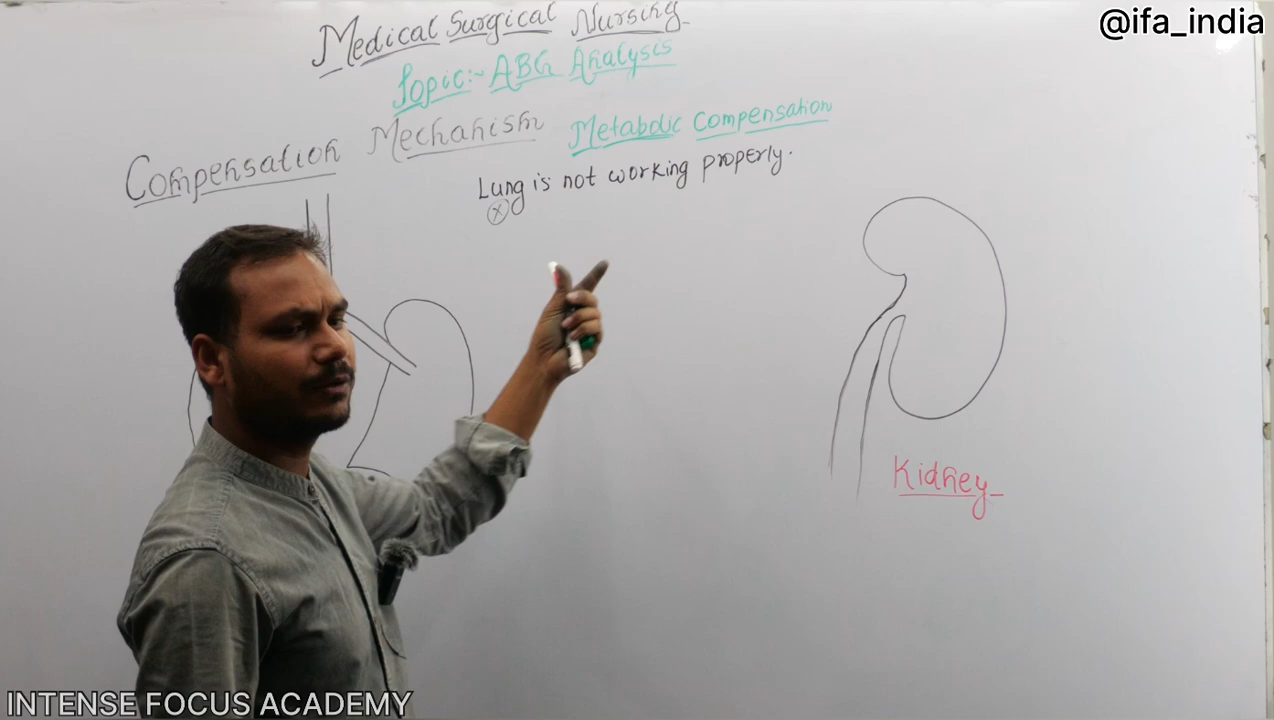 @ifa_india
Medical Surgical Nursing
Topic:- ABG Analysis
Compensation Mechanism Metabolic Compensation
Lung is not working properly.
X
Kidney
INTENSE FOCUS ACADEMY